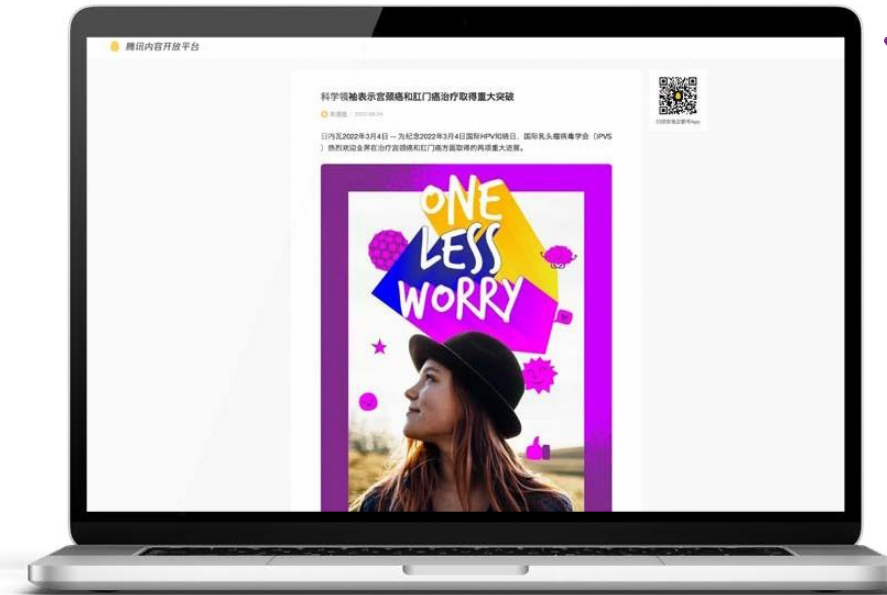 腾讯内容开放平台
科学领袖表示宫颈癌和肛门癌治疗取得重大突破
2022-03-04
日内瓦2022年3月4日 -- 为纪念2022年3月4日国际HPV知晓日，国际乳头瘤病毒学会（IPVS
）热烈欢迎业界在治疗宫颈癌和肛门癌方面取得的两项重大进展。
ONE
LESS
WORRY